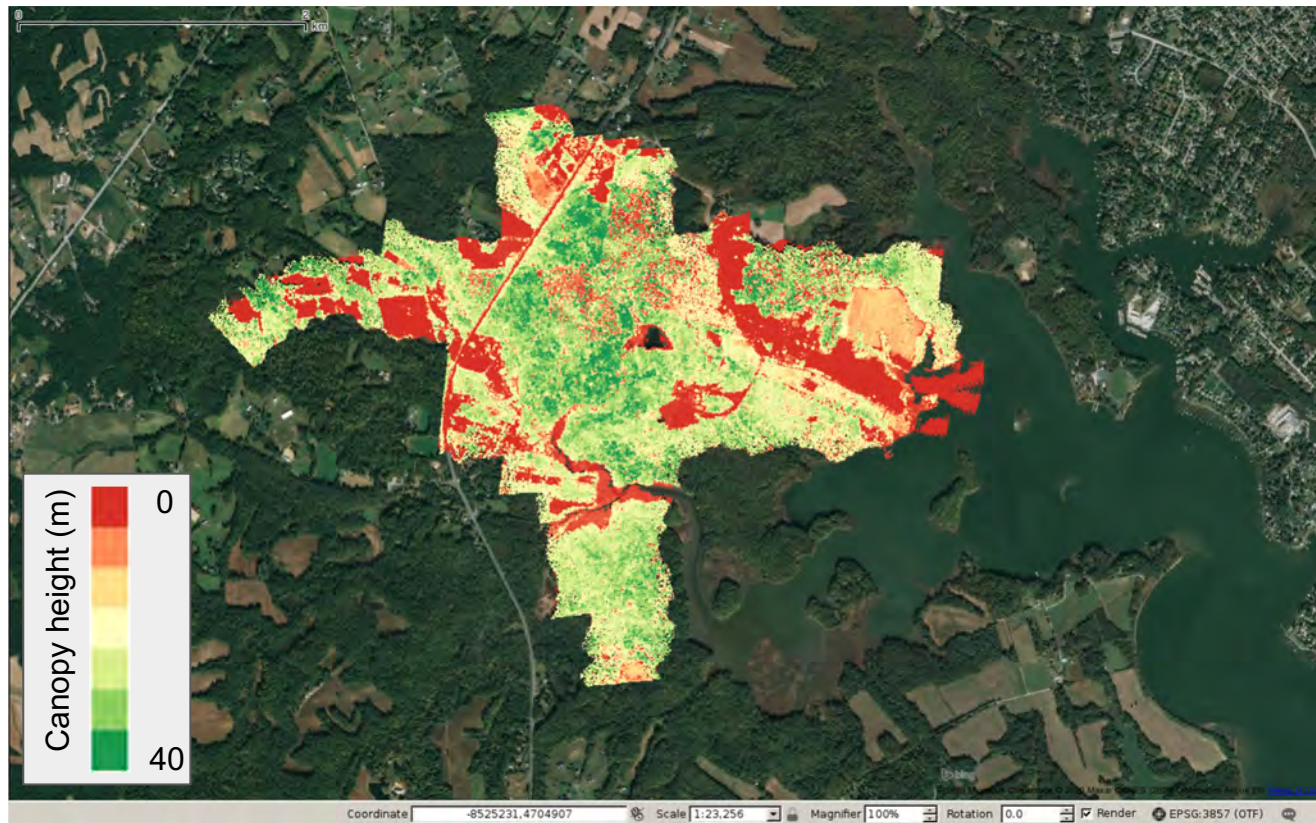 0 2
km
Canopy height (m)
0
40
bing
Coordinate -8525231,4704907 Scale 1:23,256 Magnifier 100% Rotation 0.0 Render EPSG:3857 (OTF)